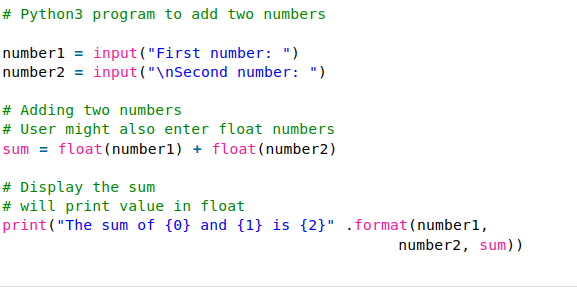 # Python3 program to add two numbers
number1 = input("First number: ")
number2 = input("\nSecond number: ")
# Adding two numbers
# User might also enter float numbers
sum = float(number1) + float(number2)
# Display the sum
# will print value in float
print("The sum of {0} and {1} is {2}" .format(number1,
number2, sum))